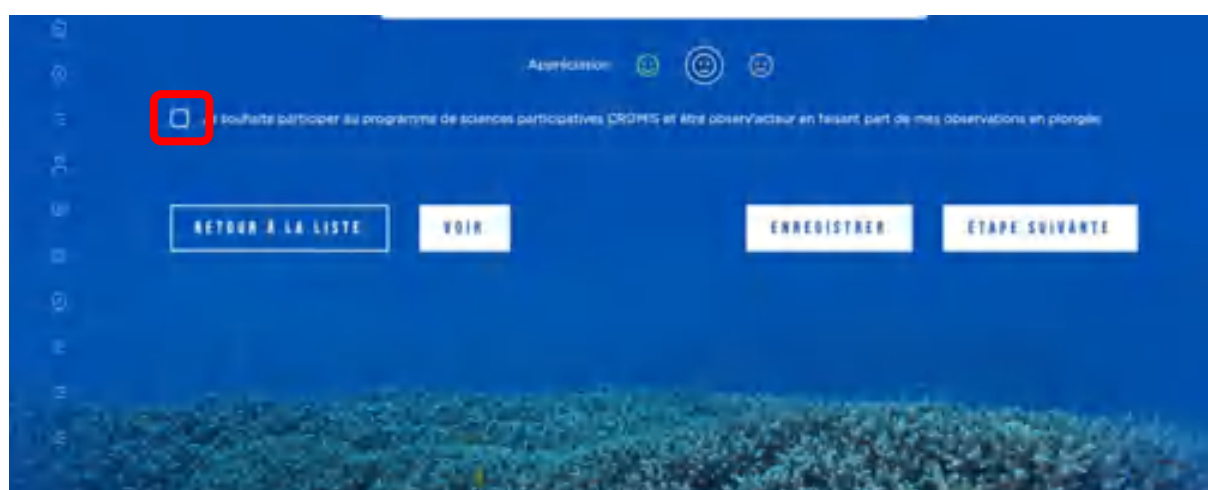 Appréciation
souhaite participer au programme de sciences participatives CROMIS et être observ'acteur en faisant part de mes observations en plongée
RETOUR À LA LISTE VOIR ENREGISTRER ÉTAPE SUIVANTE